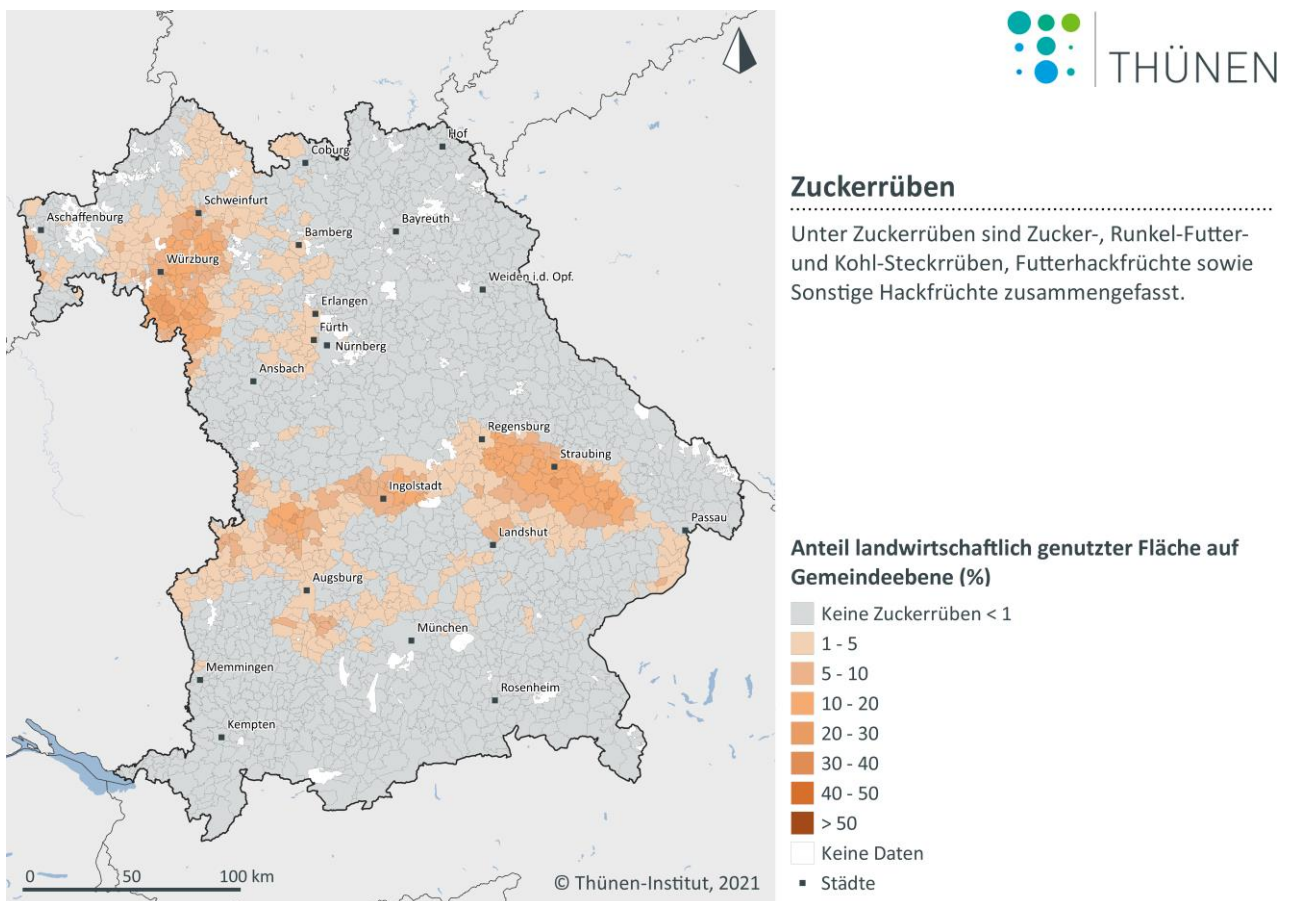 THÜNEN
Zuckerrüben
Unter Zuckerrüben sind Zucker-, Runkel-Futter-
und Kohl-Steckrrüben, Futterhackfrüchte sowie
Sonstige Hackfrüchte zusammengefasst.
Hof
Coburg
Schweinfurt
Aschaffenburg
Bayreuth
Bamberg
Würzburg
Weiden i.d. Opf.
Erlangen
Fürth
Nürnberg
Ansbach
Regensburg
Straubing
Ingolstadt
Passau
Landshut
Augsburg
München
Memmingen
Rosenheim
Kempten
Anteil landwirtschaftlich genutzter Fläche auf
Gemeindeebene (%)
Keine Zuckerrüben < 1
1 - 5
5 - 10
10 - 20
20 - 30
30 - 40
40 - 50
> 50
Keine Daten
Städte
0 50 100 km
© Thünen-Institut, 2021